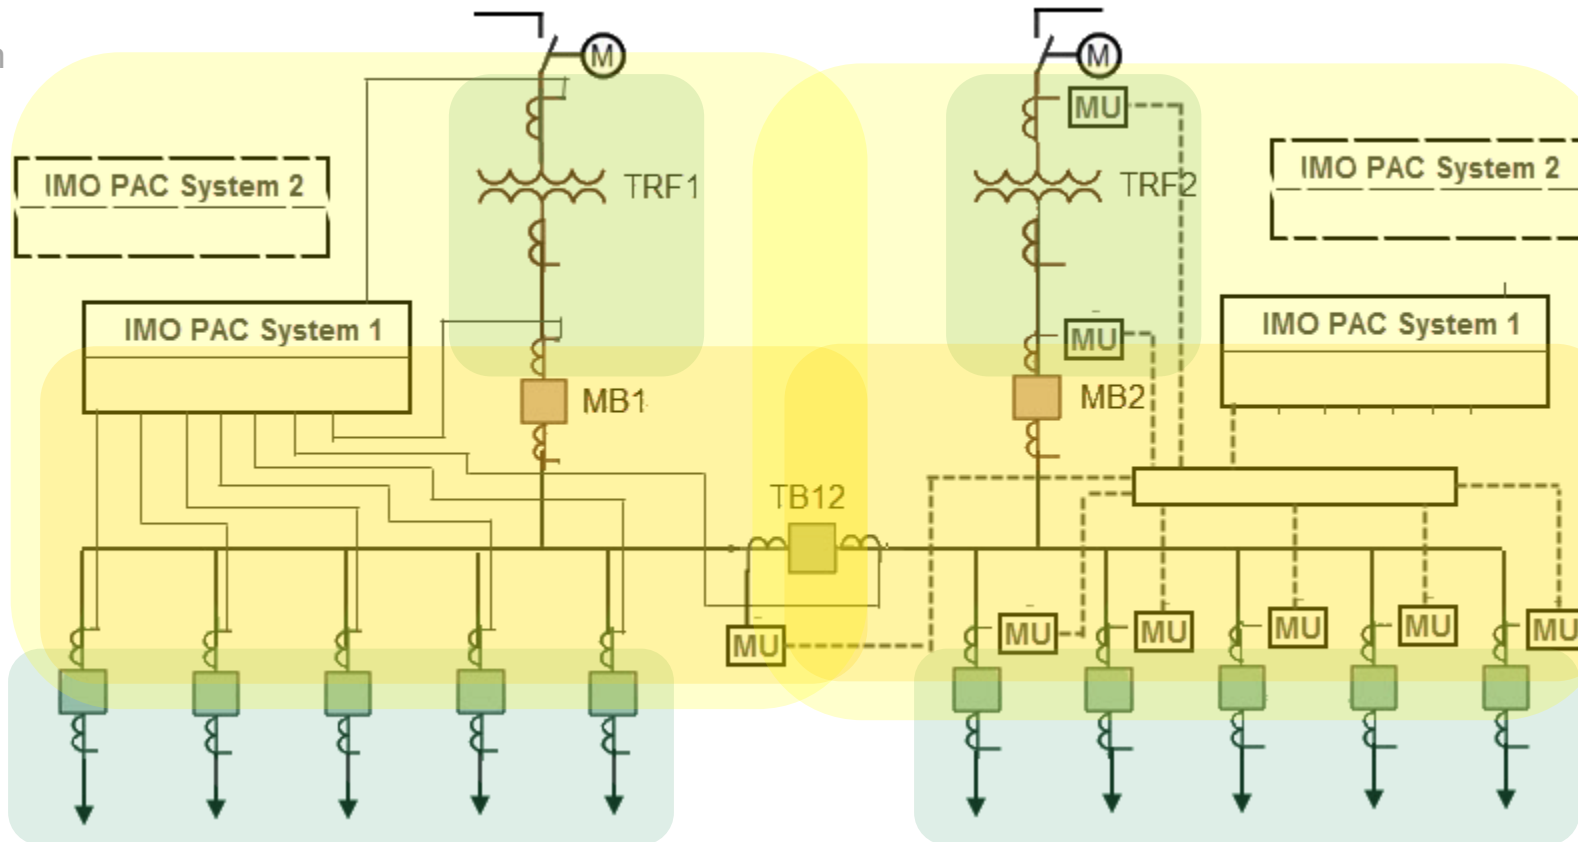 n
M
M
MU
IMO PAC System 2
TRF1
TRF2
IMO PAC System 2
IMO PAC System 1
MU
IMO PAC System 1
MB1
MB2
TB12
MU
MU
MU
MU
MU
MU